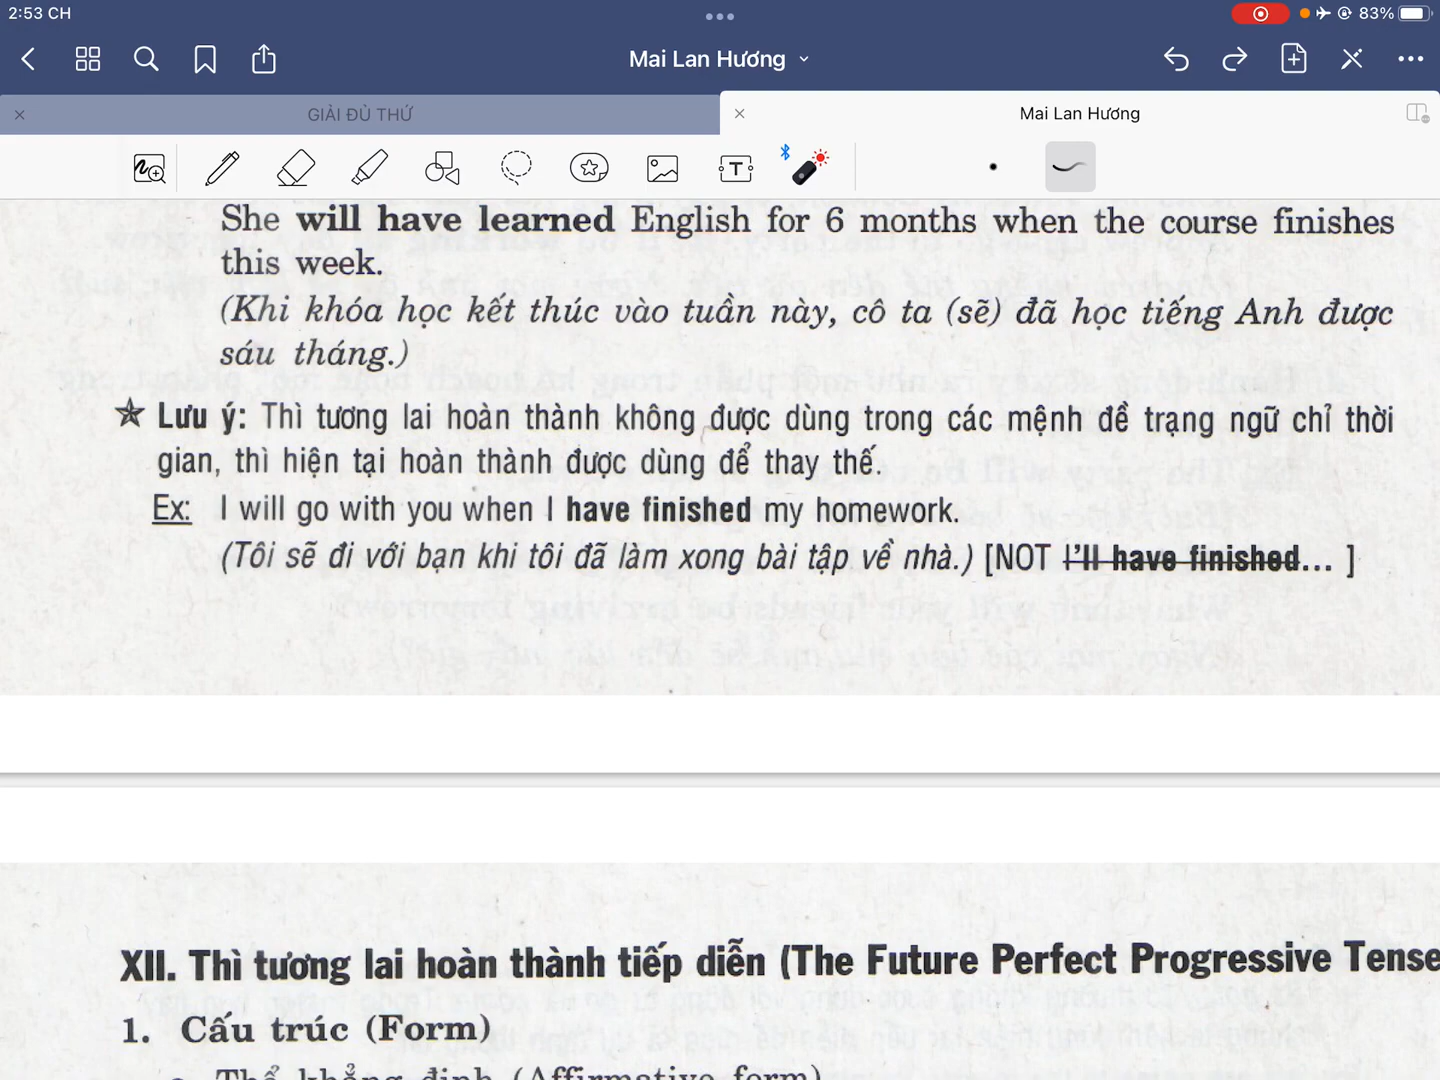 2:53 CH
83%
Mai Lan Hương
GIẢI ĐỦ THỨ
Mai Lan Hương
She will have learned English for 6 months when the course finishes
this week.
(Khi khóa học kết thúc vào tuần này, cô ta (sẽ) đã học tiếng Anh được
sáu tháng.)
Lưu ý: Thì tương lai hoàn thành không được dùng trong các mệnh đề trạng ngữ chỉ thời
gian, thì hiện tại hoàn thành được dùng để thay thế.
Ex: I will go with you when I have finished my homework.
(Tôi sẽ đi với bạn khi tôi đã làm xong bài tập về nhà.) [NOT I'll have finished... ]
XII. Thì tương lai hoàn thành tiếp diễn (The Future Perfect Progressive Tense
1. Cấu trúc (Form)
Thể khẳng định (Affirmative form)